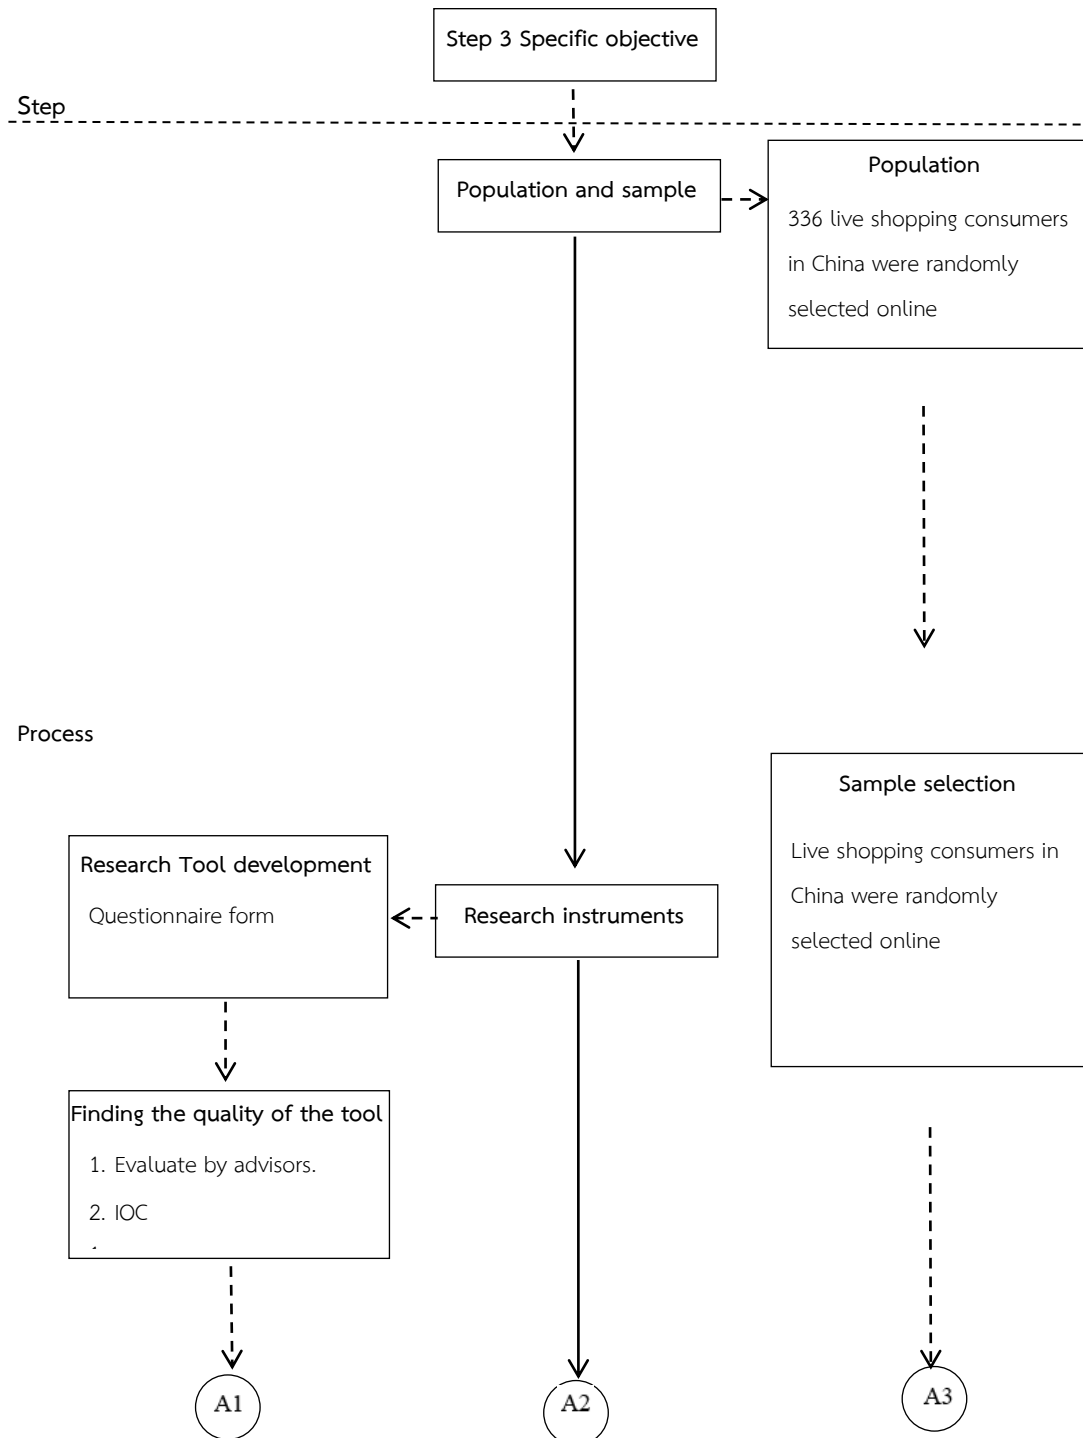 Step 3 Specific objective
Step
Population and sample
Population
336 live shopping consumers
in China were randomly
selected online
Process
Sample selection
Live shopping consumers in
China were randomly
selected online
Research Tool development
Questionnaire form
Research instruments
Finding the quality of the tool
1. Evaluate by advisors.
2. IOC
A1
A2
A3